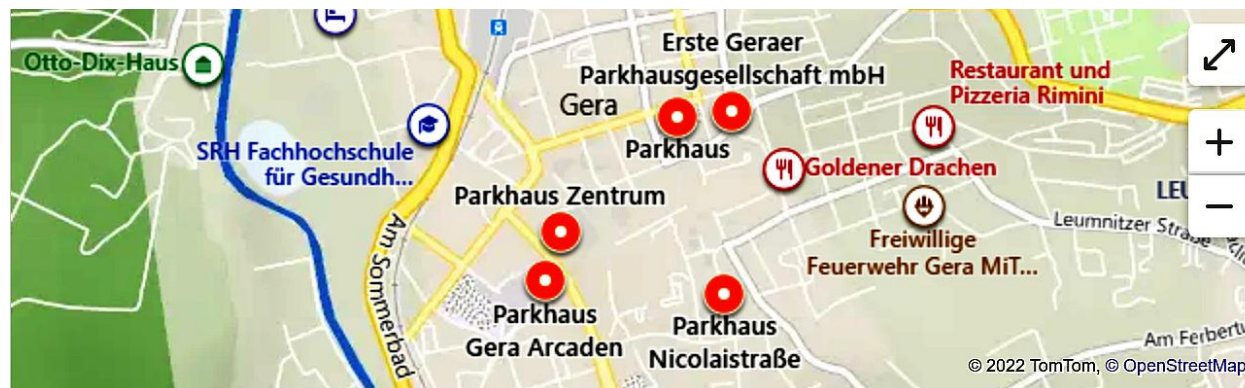 Otto-Dix-Haus
Erste Geraer
Parkhausgesellschaft mbH
Restaurant und
Pizzeria Rimini
Gera
SRH Fachhochschule
für Gesundh...
Parkhaus
Goldener Drachen
Parkhaus Zentrum
LEU
Leumnitzer Straße
Freiwillige
Feuerwehr Gera MiT...
Am Sommerbad
Parkhaus
Gera Arcaden
Parkhaus
Nicolaistraße
Am Ferbertu
© 2022 TomTom, © OpenStreetMap